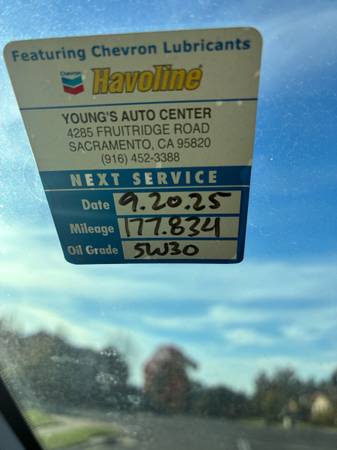 Featuring Chevron Lubricants
Chevron
Havoline
YOUNG'S AUTO CENTER
4285 FRUITRIDGE ROAD
SACRAMENTO, CA 95820
(916) 452-3388
NEXT SERVICE
Date 9.20.25
Mileage 177.834
Oil Grade 5W30